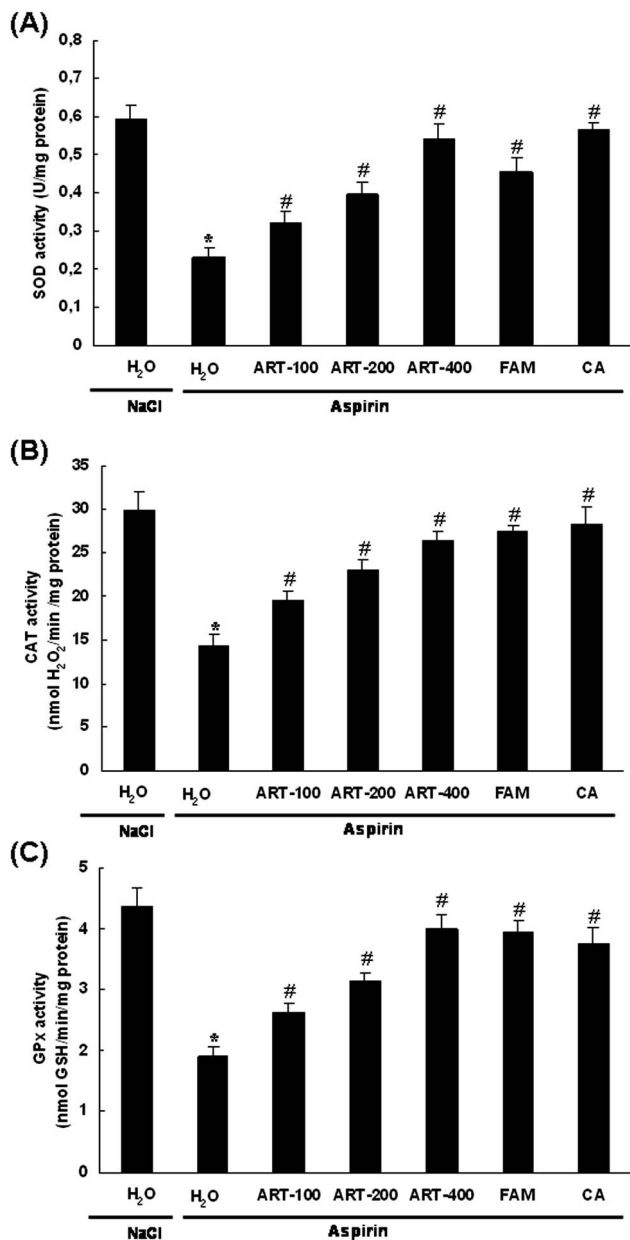 (A)
SOD activity (U/mg protein)
0,8
0,7
0,6
0,5
0,4
0,3
0,2
0,1
0
* # # # # #
H₂O H₂O ART-100 ART-200 ART-400 FAM CA
NaCl Aspirin
(B)
CAT activity
(nmol H₂O₂/min /mg protein)
35
30
25
20
15
10
5
0
* # # # # #
H₂O H₂O ART-100 ART-200 ART-400 FAM CA
NaCl Aspirin
(C)
GPx activity
(nmol GSH/min/mg protein)
5
4
3
2
1
0
* # # # # #
H₂O H₂O ART-100 ART-200 ART-400 FAM CA
NaCl Aspirin